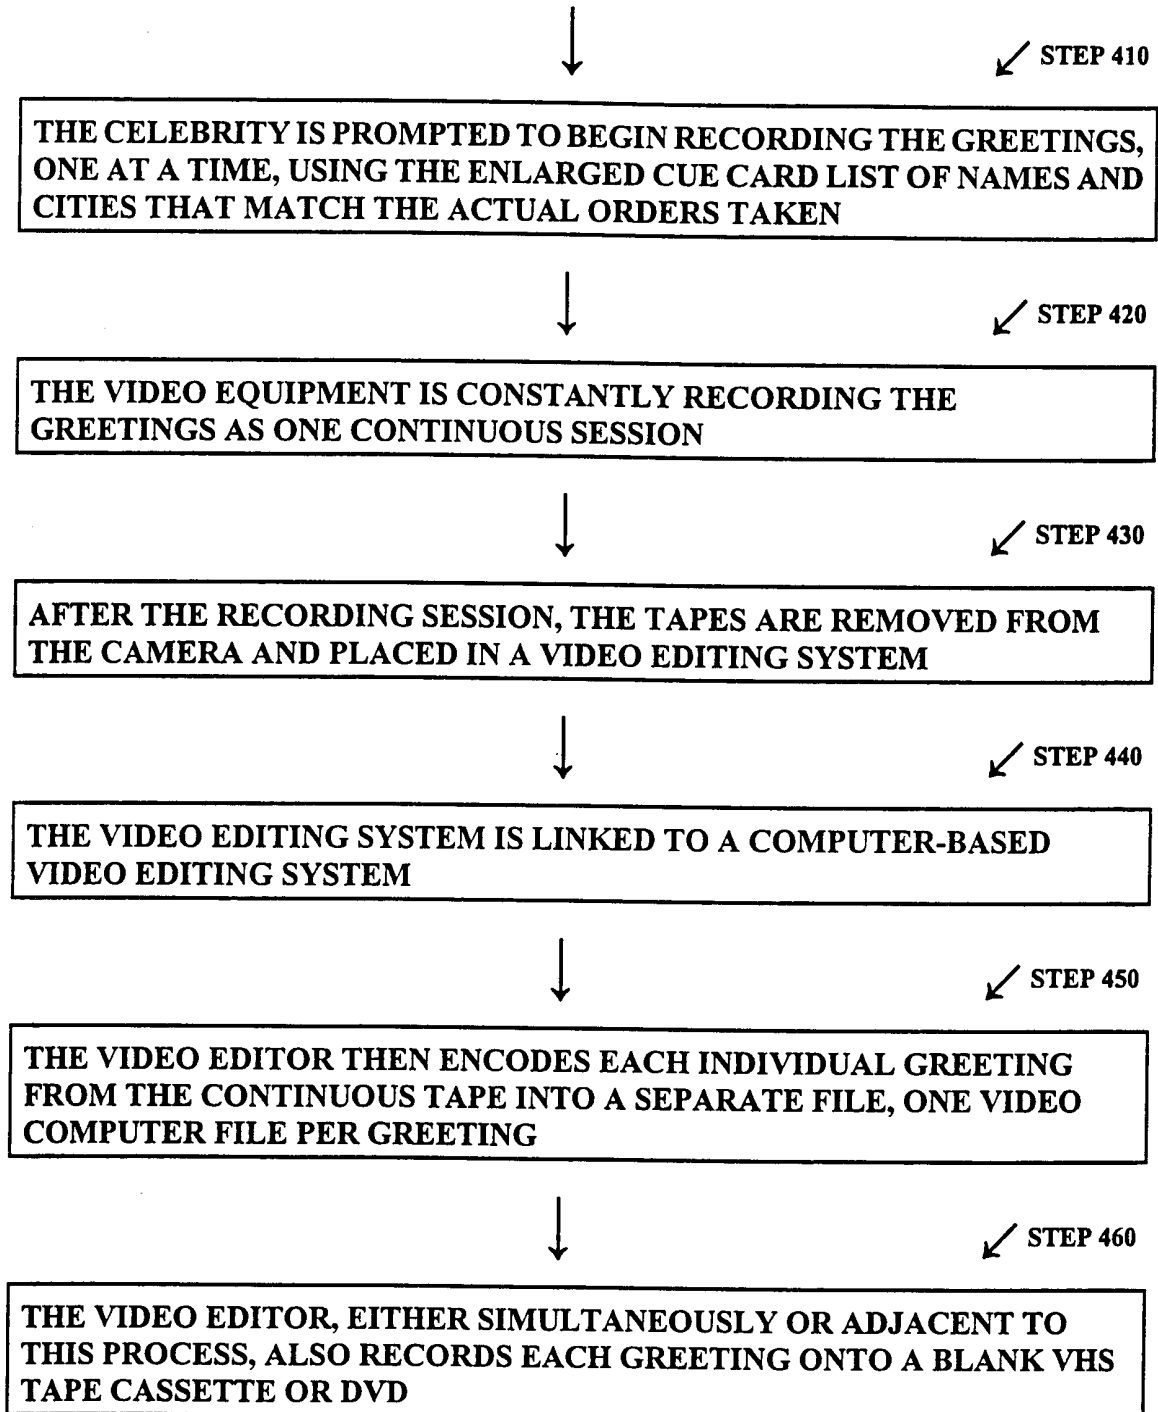 STEP 410
THE CELEBRITY IS PROMPTED TO BEGIN RECORDING THE GREETINGS,
ONE AT A TIME, USING THE ENLARGED CUE CARD LIST OF NAMES AND
CITIES THAT MATCH THE ACTUAL ORDERS TAKEN
STEP 420
THE VIDEO EQUIPMENT IS CONSTANTLY RECORDING THE
GREETINGS AS ONE CONTINUOUS SESSION
STEP 430
AFTER THE RECORDING SESSION, THE TAPES ARE REMOVED FROM
THE CAMERA AND PLACED IN A VIDEO EDITING SYSTEM
STEP 440
THE VIDEO EDITING SYSTEM IS LINKED TO A COMPUTER-BASED
VIDEO EDITING SYSTEM
STEP 450
THE VIDEO EDITOR THEN ENCODES EACH INDIVIDUAL GREETING
FROM THE CONTINUOUS TAPE INTO A SEPARATE FILE, ONE VIDEO
COMPUTER FILE PER GREETING
STEP 460
THE VIDEO EDITOR, EITHER SIMULTANEOUSLY OR ADJACENT TO
THIS PROCESS, ALSO RECORDS EACH GREETING ONTO A BLANK VHS
TAPE CASSETTE OR DVD